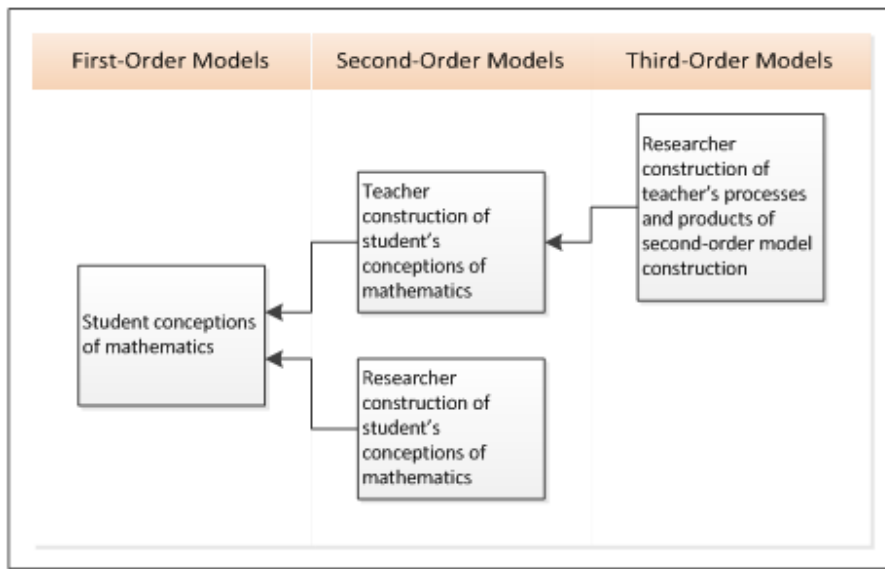 First-Order Models
Second-Order Models
Third-Order Models
Student conceptions
of mathematics
Teacher
construction of
student's
conceptions of
mathematics
Researcher
construction of
student's
conceptions of
mathematics
Researcher
construction of
teacher's processes
and products of
second-order model
construction